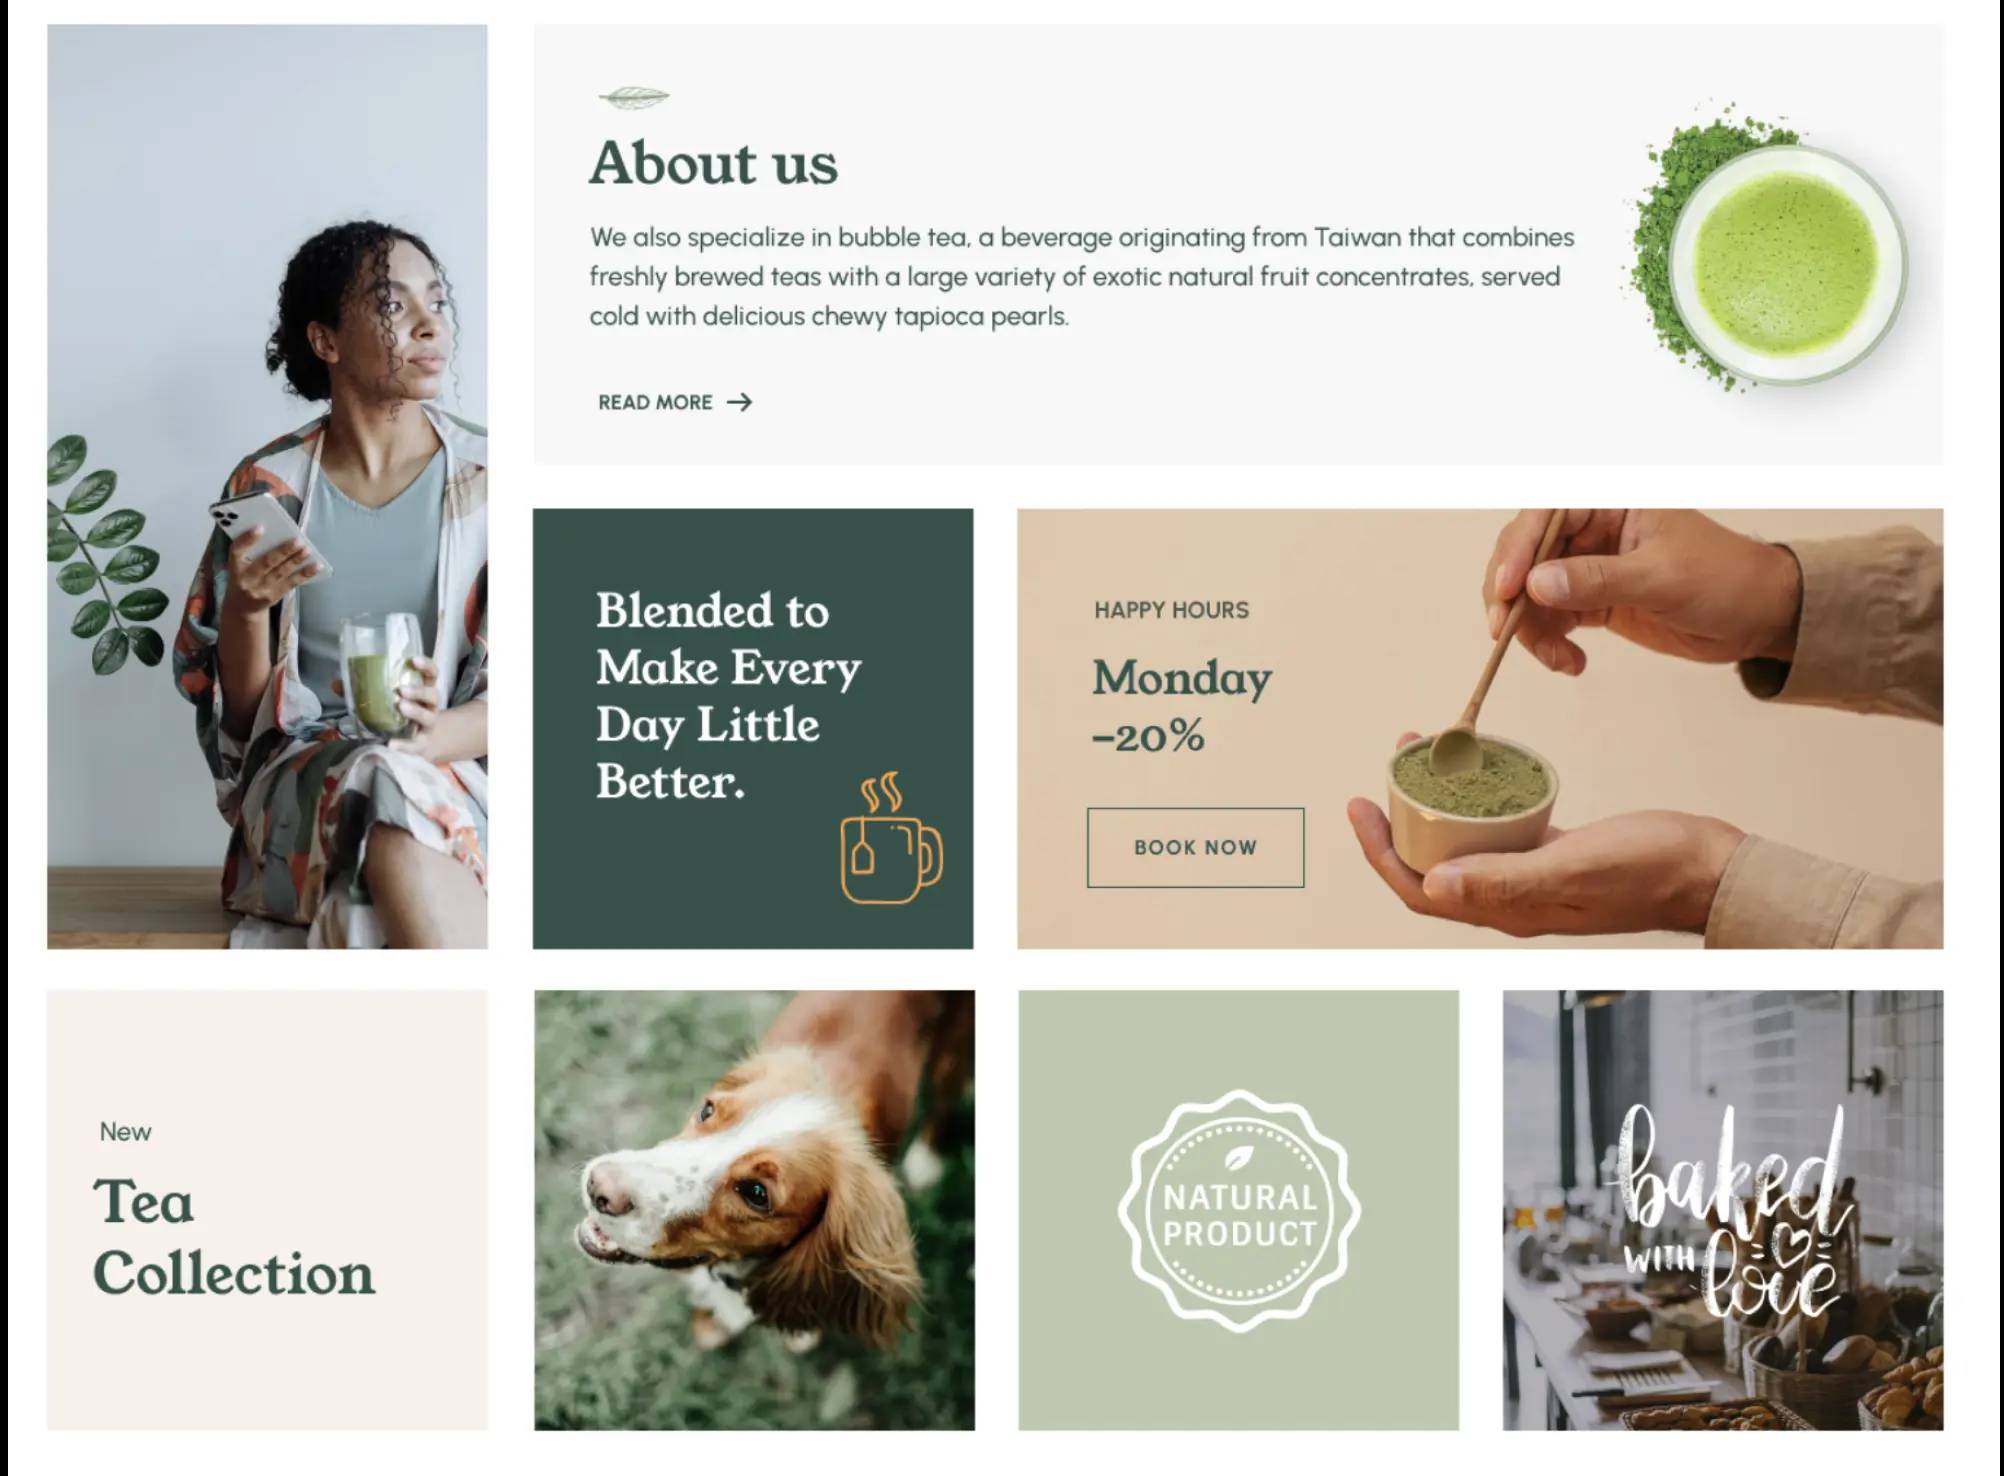 About us
We also specialize in bubble tea, a beverage originating from Taiwan that combines
freshly brewed teas with a large variety of exotic natural fruit concentrates, served
cold with delicious chewy tapioca pearls.
READ MORE
Blended to
Make Every
Day Little
Better.
HAPPY HOURS
Monday
–20%
BOOK NOW
New
Tea
Collection
NATURAL
PRODUCT
baked
WITH love